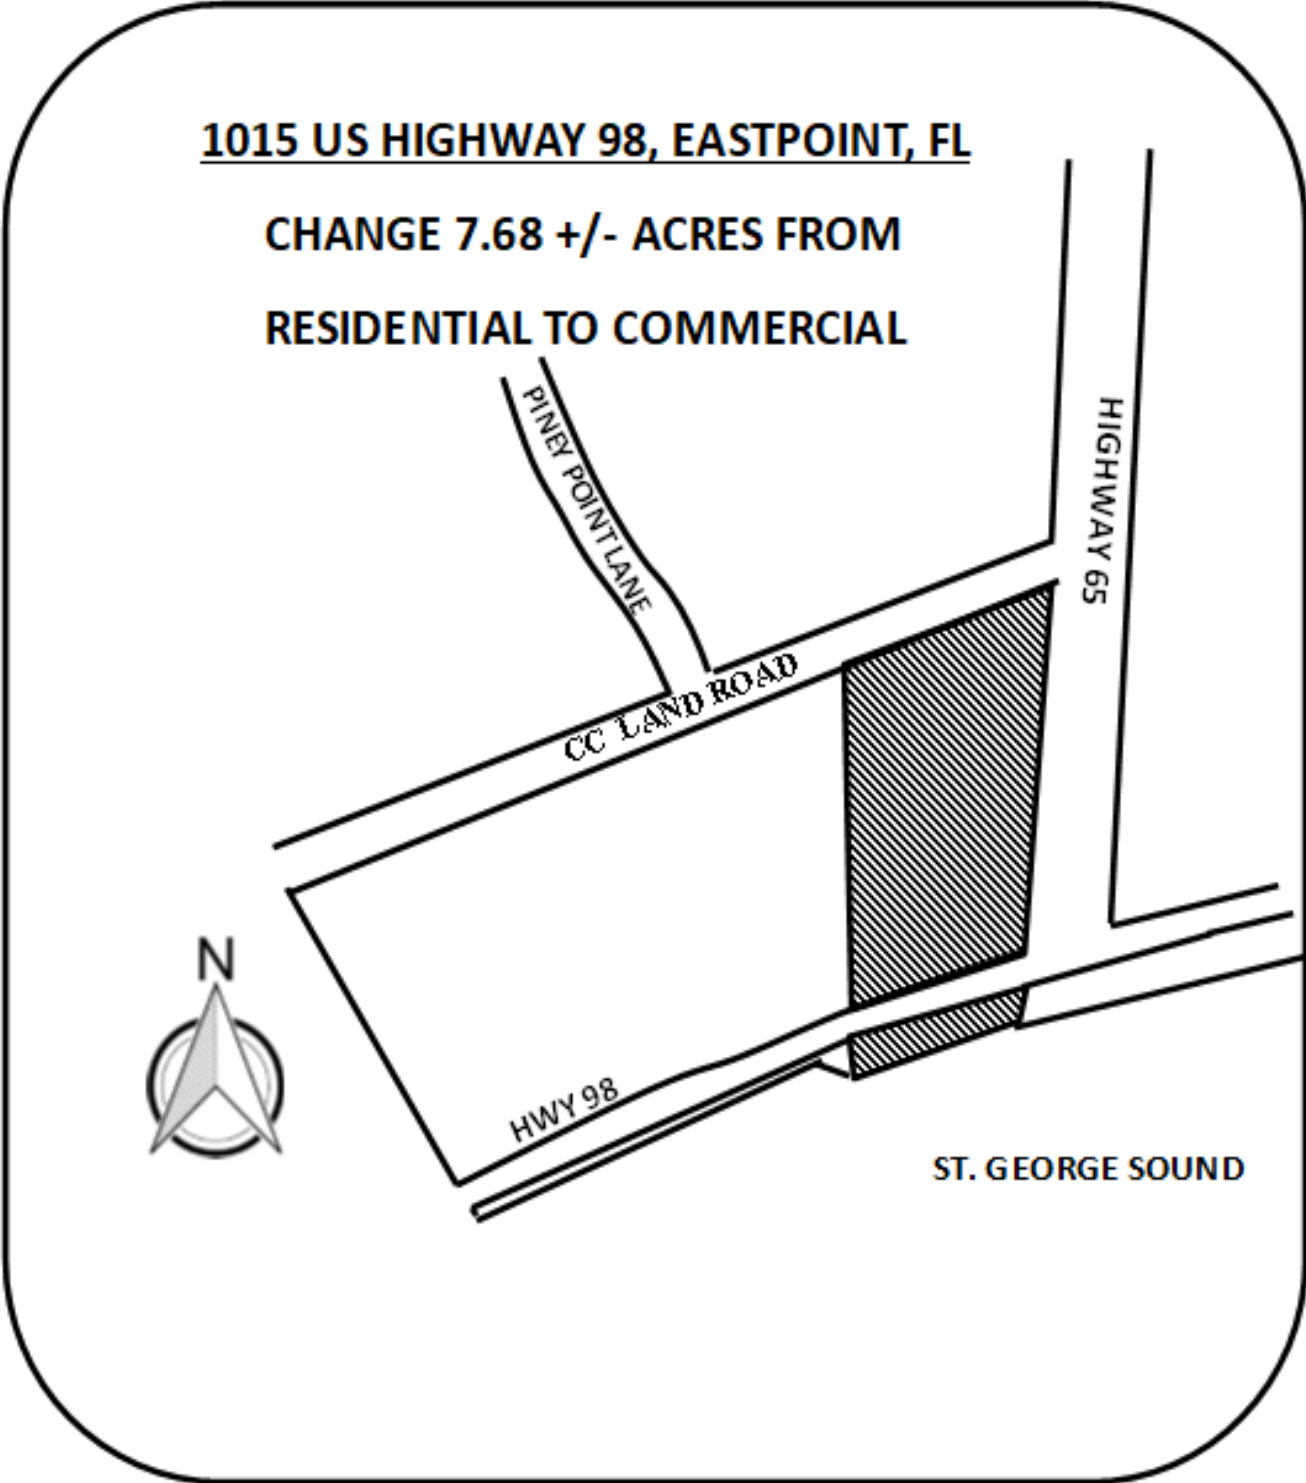 1015 US HIGHWAY 98, EASTPOINT, FL
CHANGE 7.68 +/- ACRES FROM
RESIDENTIAL TO COMMERCIAL
PINEY POINT LANE
HIGHWAY 65
CC LAND ROAD
N
HWY 98
ST. GEORGE SOUND